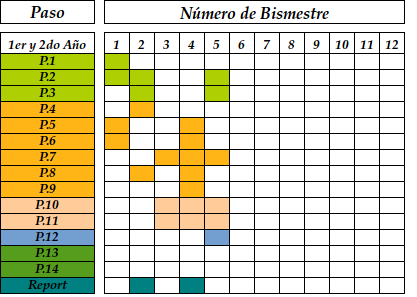 Paso Número de Bismestre
1er y 2do Año 1 2 3 4 5 6 7 8 9 10 11 12
P.1
P.2
P.3
P.4
P.5
P.6
P.7
P.8
P.9
P.10
P.11
P.12
P.13
P.14
Report